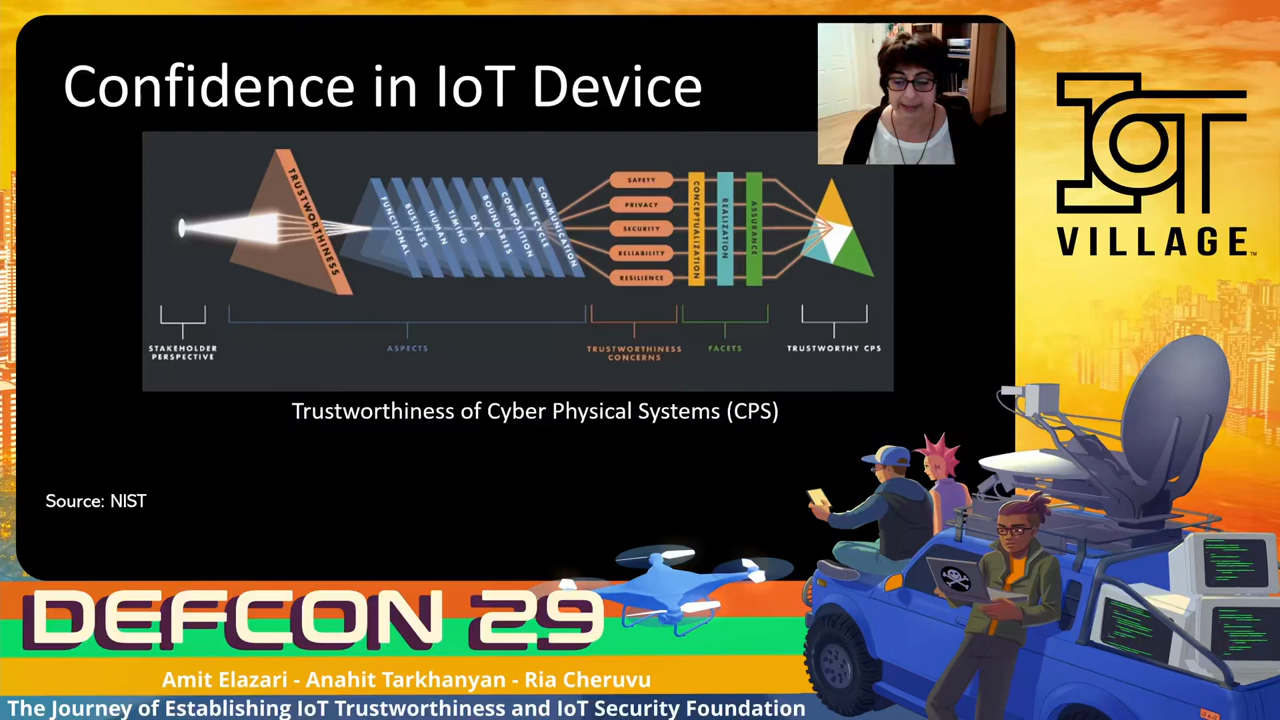 Confidence in IoT Device
TRUSTWORTHINESS
FUNCTIONAL
BUSINESS
HUMAN
TIMING
DATA
BOUNDARIES
COMPOSITION
LIFECYCLE
COMMUNICATION
SAFETY
PRIVACY
SECURITY
RELIABILITY
RESILIENCE
CONCEPTUALIZATION
REALIZATION
ASSURANCE
STAKEHOLDER
PERSPECTIVE
ASPECTS
TRUSTWORTHINESS
CONCERNS
FACETS
TRUSTWORTHY CPS
Trustworthiness of Cyber Physical Systems (CPS)
Source: NIST
IOT
VILLAGE™
DEFCON 29
Amit Elazari - Anahit Tarkhanyan - Ria Cheruvu
The Journey of Establishing IoT Trustworthiness and IoT Security Foundation